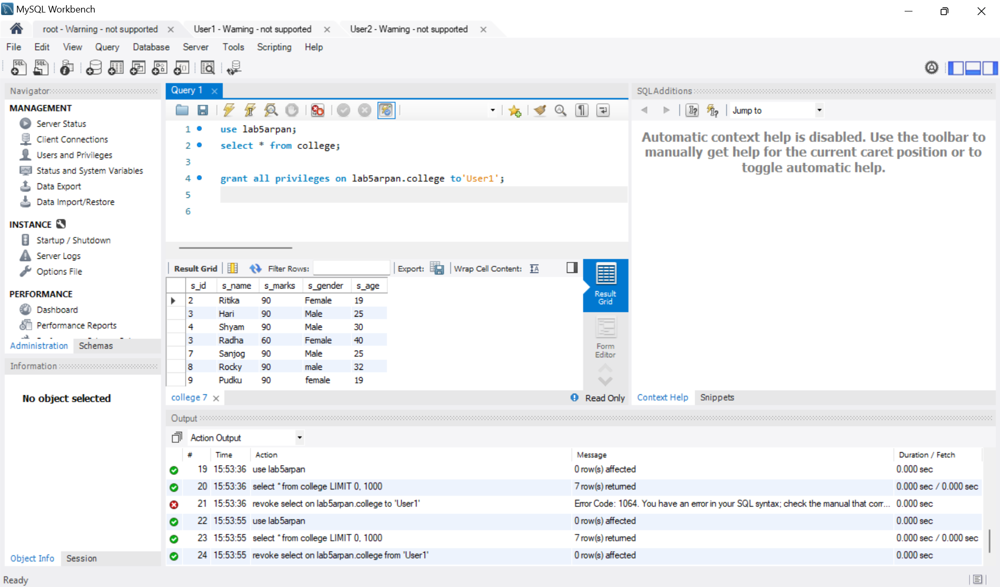 MySQL Workbench
root - Warning - not supported
User1 - Warning - not supported
User2 - Warning - not supported
File Edit View Query Database Server Tools Scripting Help
Navigator
MANAGEMENT
Server Status
Client Connections
Users and Privileges
Status and System Variables
Data Export
Data Import/Restore
INSTANCE
Startup / Shutdown
Server Logs
Options File
PERFORMANCE
Dashboard
Performance Reports
Administration Schemas
Information
No object selected
Object Info Session
Query 1
1 use lab5arpan;
2 select * from college;
3
4 grant all privileges on lab5arpan.college to'User1';
5
6
Result Grid Filter Rows: Export: Wrap Cell Content:
s_id s_name s_marks s_gender s_age
2 Ritika 90 Female 19
3 Hari 90 Male 25
4 Shyam 90 Male 30
3 Radha 60 Female 40
7 Sanjog 90 Male 25
8 Rocky 90 male 32
9 Pudku 90 female 19
Result
Grid
Form
Editor
college 7
Read Only
SQLAdditions
Jump to
Automatic context help is disabled. Use the toolbar to
manually get help for the current caret position or to
toggle automatic help.
Context Help Snippets
Output
Action Output
# Time Action Message Duration / Fetch
19 15:53:36 use lab5arpan 0 row(s) affected 0.000 sec
20 15:53:36 select * from college LIMIT 0, 1000 7 row(s) returned 0.000 sec / 0.000 sec
21 15:53:36 revoke select on lab5arpan.college to 'User1' Error Code: 1064. You have an error in your SQL syntax; check the manual that corr... 0.000 sec
22 15:53:55 use lab5arpan 0 row(s) affected 0.000 sec
23 15:53:55 select * from college LIMIT 0, 1000 7 row(s) returned 0.000 sec / 0.000 sec
24 15:53:55 revoke select on lab5arpan.college from 'User1' 0 row(s) affected 0.000 sec
Ready